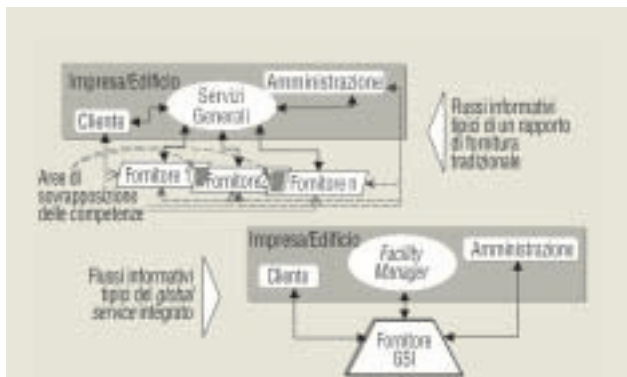 Impresa/Edificio
Amministrazione
Servizi
Generali
Cliente
Flussi informativi
tipici di un rapporto
di fornitura
tradizionale
Fornitore 1
Fornitore 2
Fornitore n
Aree di
sovrapposizione
delle competenze
Impresa/Edificio
Amministrazione
Facility
Manager
Cliente
Flussi informativi
tipici del global
service integrato
Fornitore
GSI